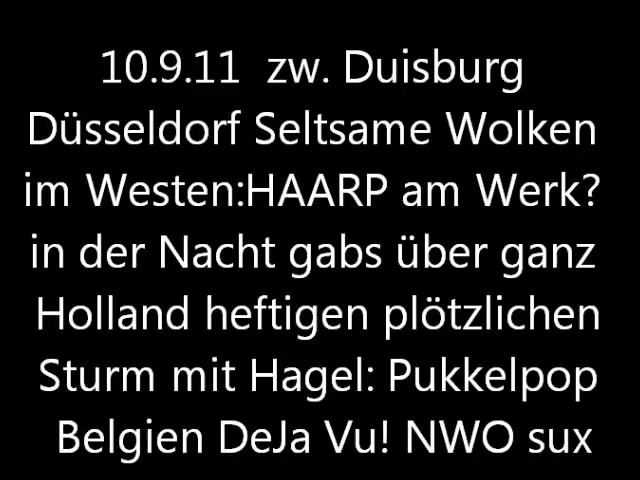 10.9.11 zw. Duisburg
Düsseldorf Seltsame Wolken
im Westen:HAARP am Werk?
in der Nacht gabs über ganz
Holland heftigen plötzlichen
Sturm mit Hagel: Pukkelpop
Belgien DeJa Vu! NWO sux